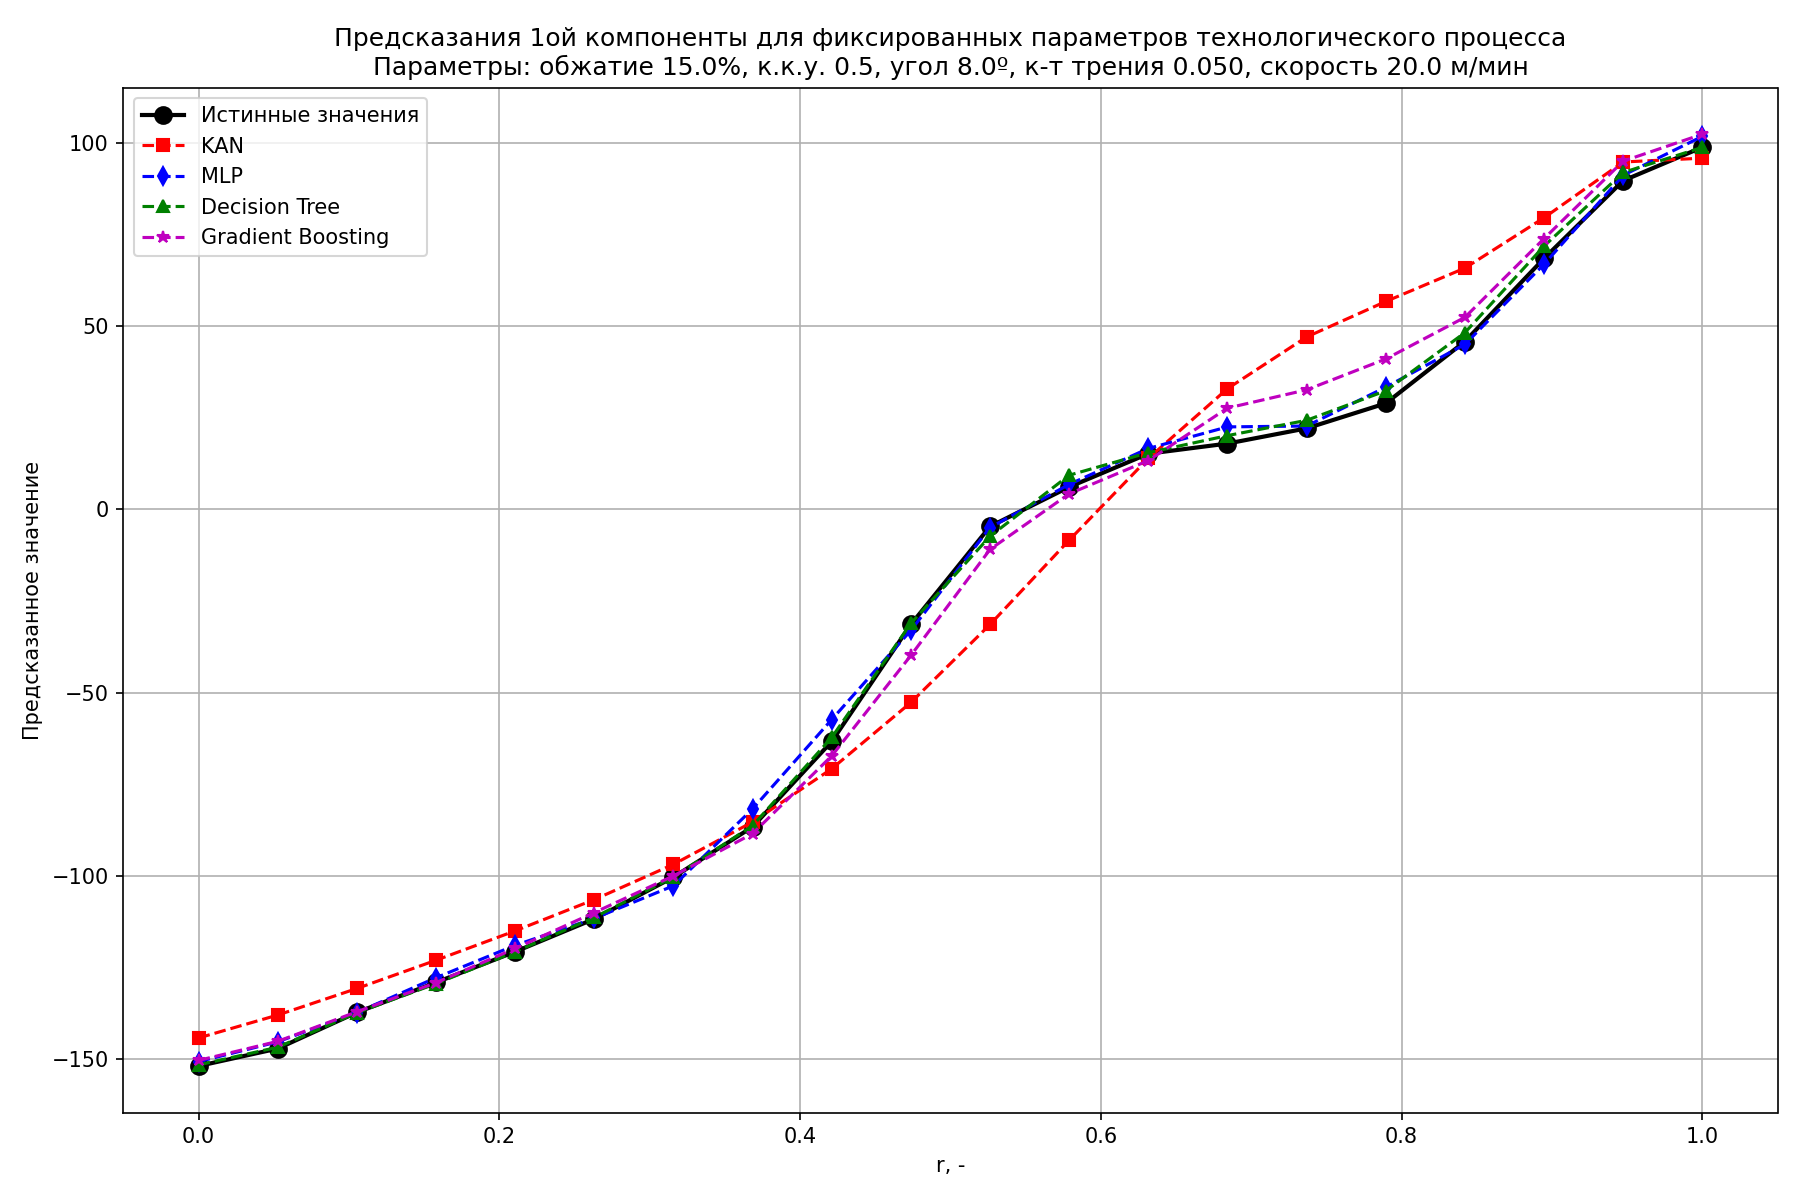 Предсказания 1ой компоненты для фиксированных параметров технологического процесса
Параметры: обжатие 15.0%, к.к.у. 0.5, угол 8.0º, к-т трения 0.050, скорость 20.0 м/мин
Истинные значения
KAN
MLP
Decision Tree
Gradient Boosting
Предсказанное значение
100
50
0
−50
−100
−150
0.0
0.2
0.4
0.6
0.8
1.0
r, -